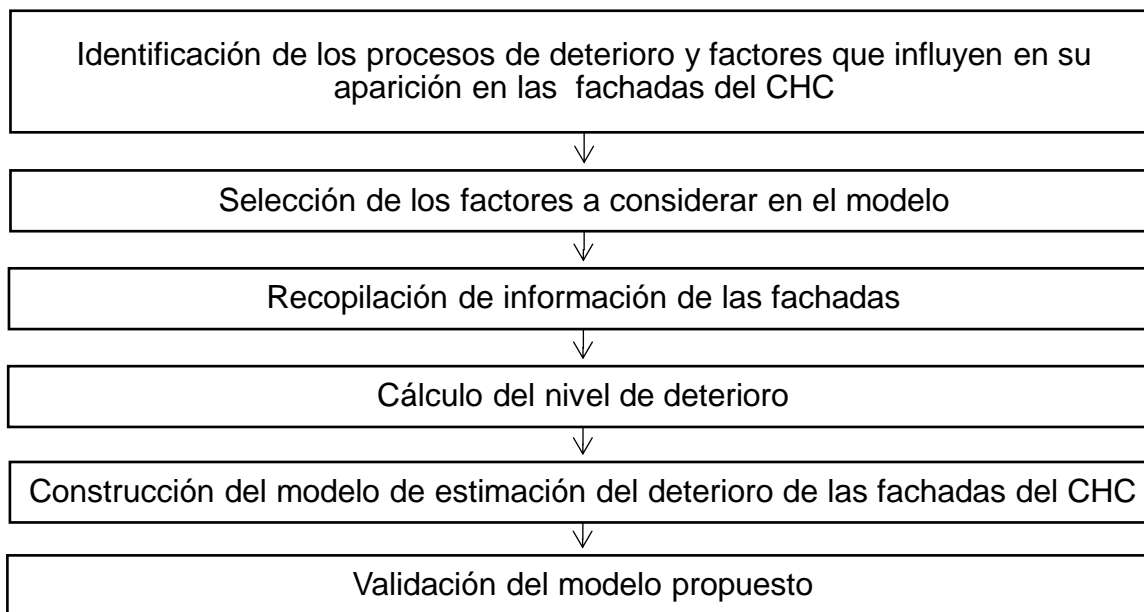 Identificación de los procesos de deterioro y factores que influyen en su
aparición en las fachadas del CHC
Selección de los factores a considerar en el modelo
Recopilación de información de las fachadas
Cálculo del nivel de deterioro
Construcción del modelo de estimación del deterioro de las fachadas del CHC
Validación del modelo propuesto